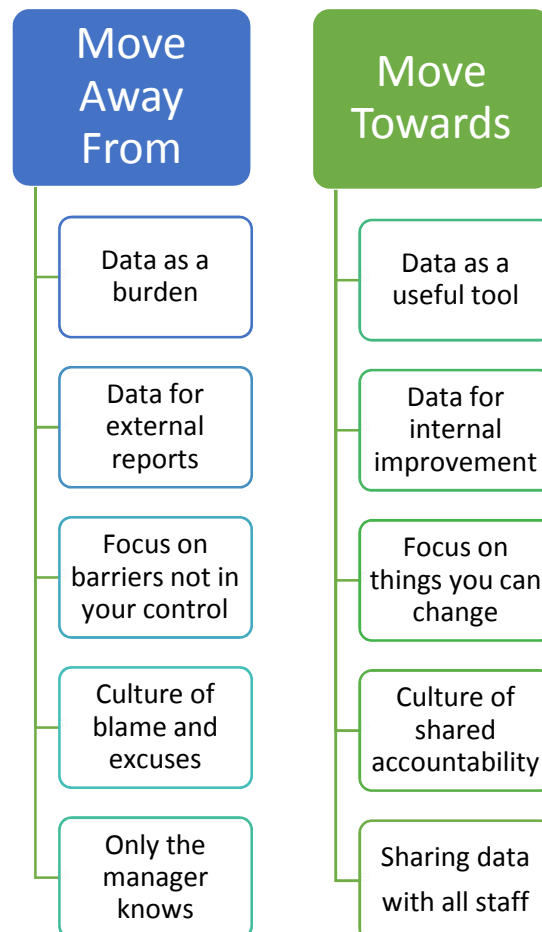 Move
Away
From
Data as a
burden
Data for
external
reports
Focus on
barriers not in
your control
Culture of
blame and
excuses
Only the
manager
knows
Move
Towards
Data as a
useful tool
Data for
internal
improvement
Focus on
things you can
change
Culture of
shared
accountability
Sharing data
with all staff